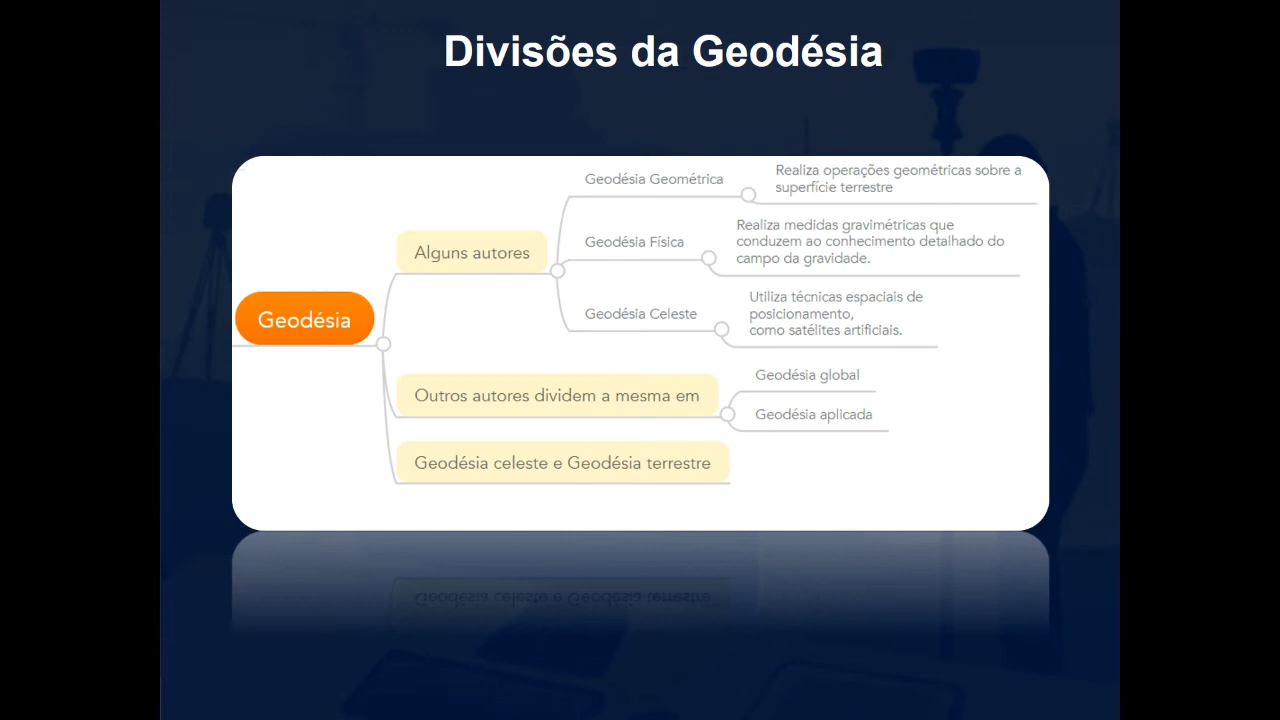 Divisões da Geodésia
Geodésia Geométrica
Realiza operações geométricas sobre a
superfície terrestre
Alguns autores
Geodésia Física
Realiza medidas gravimétricas que
conduzem ao conhecimento detalhado do
campo da gravidade.
Geodésia
Geodésia Celeste
Utiliza técnicas espaciais de
posicionamento,
como satélites artificiais.
Outros autores dividem a mesma em
Geodésia global
Geodésia aplicada
Geodésia celeste e Geodésia terrestre